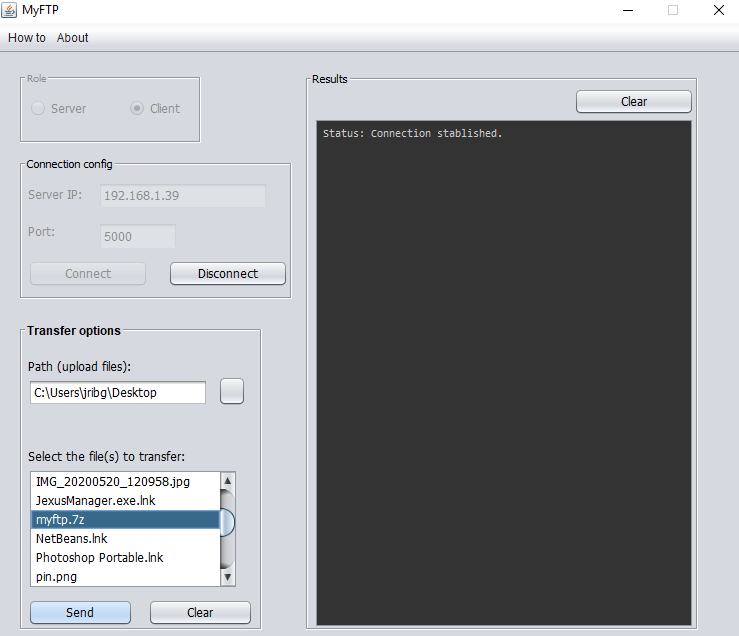 MyFTP
How to About
Role
Server Client
Connection config
Server IP: 192.168.1.39
Port: 5000
Connect Disconnect
Transfer options
Path (upload files):
C:\Users\jribg\Desktop
Select the file(s) to transfer:
IMG_20200520_120958.jpg
JexusManager.exe.lnk
myftp.7z
NetBeans.lnk
Photoshop Portable.lnk
pin.png
Send Clear
Results
Clear
Status: Connection stablished.